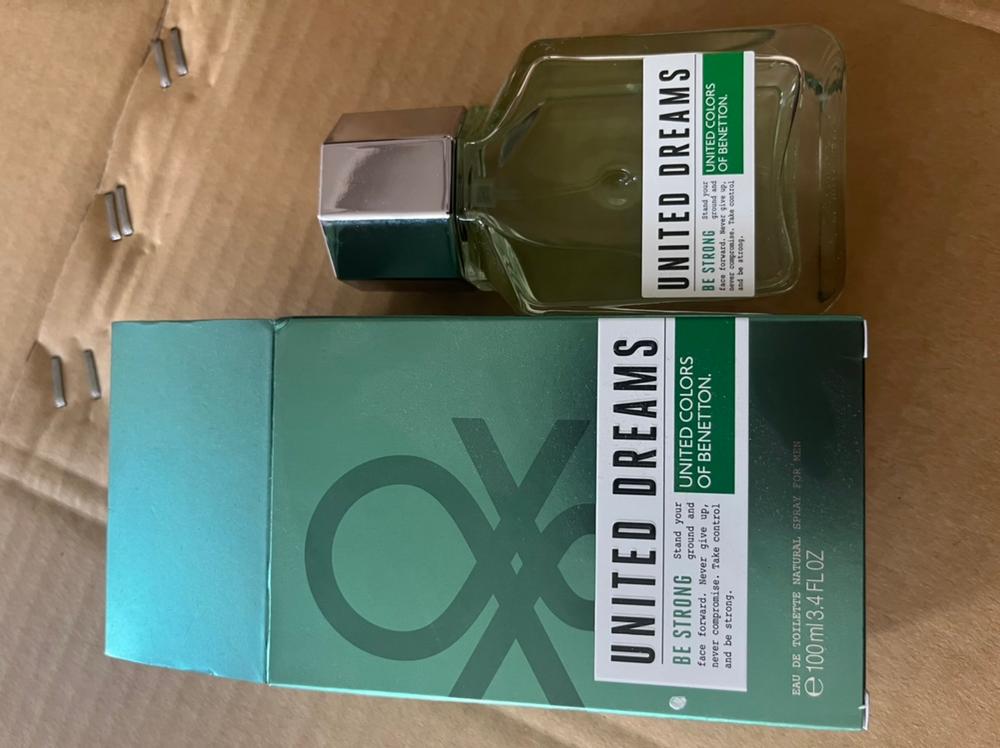 UNITED DREAMS
UNITED COLORS
OF BENETTON.
BE STRONG Stand your
ground and
face forward. Never give up,
never compromise. Take control
and be strong.
UNITED DREAMS
UNITED COLORS
OF BENETTON.
BE STRONG Stand your
ground and
face forward. Never give up,
never compromise. Take control
and be strong.
EAU DE TOILETTE NATURAL SPRAY FOR MEN
℮ 100 ml 3.4 FL OZ